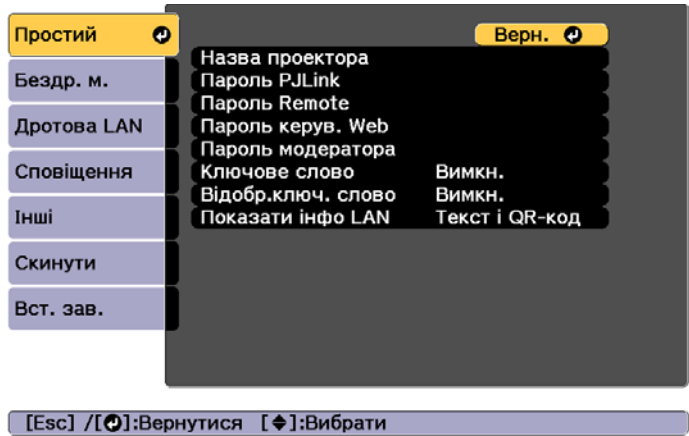 Простий
Бездр. м.
Дротова LAN
Сповіщення
Інші
Скинути
Вст. зав.
Верн.
Назва проектора
Пароль PJLink
Пароль Remote
Пароль керув. Web
Пароль модератора
Ключове слово Вимкн.
Відобр.ключ. слово Вимкн.
Показати інфо LAN Текст і QR-код
[Esc] /[⏎]:Вернутися [◆]:Вибрати